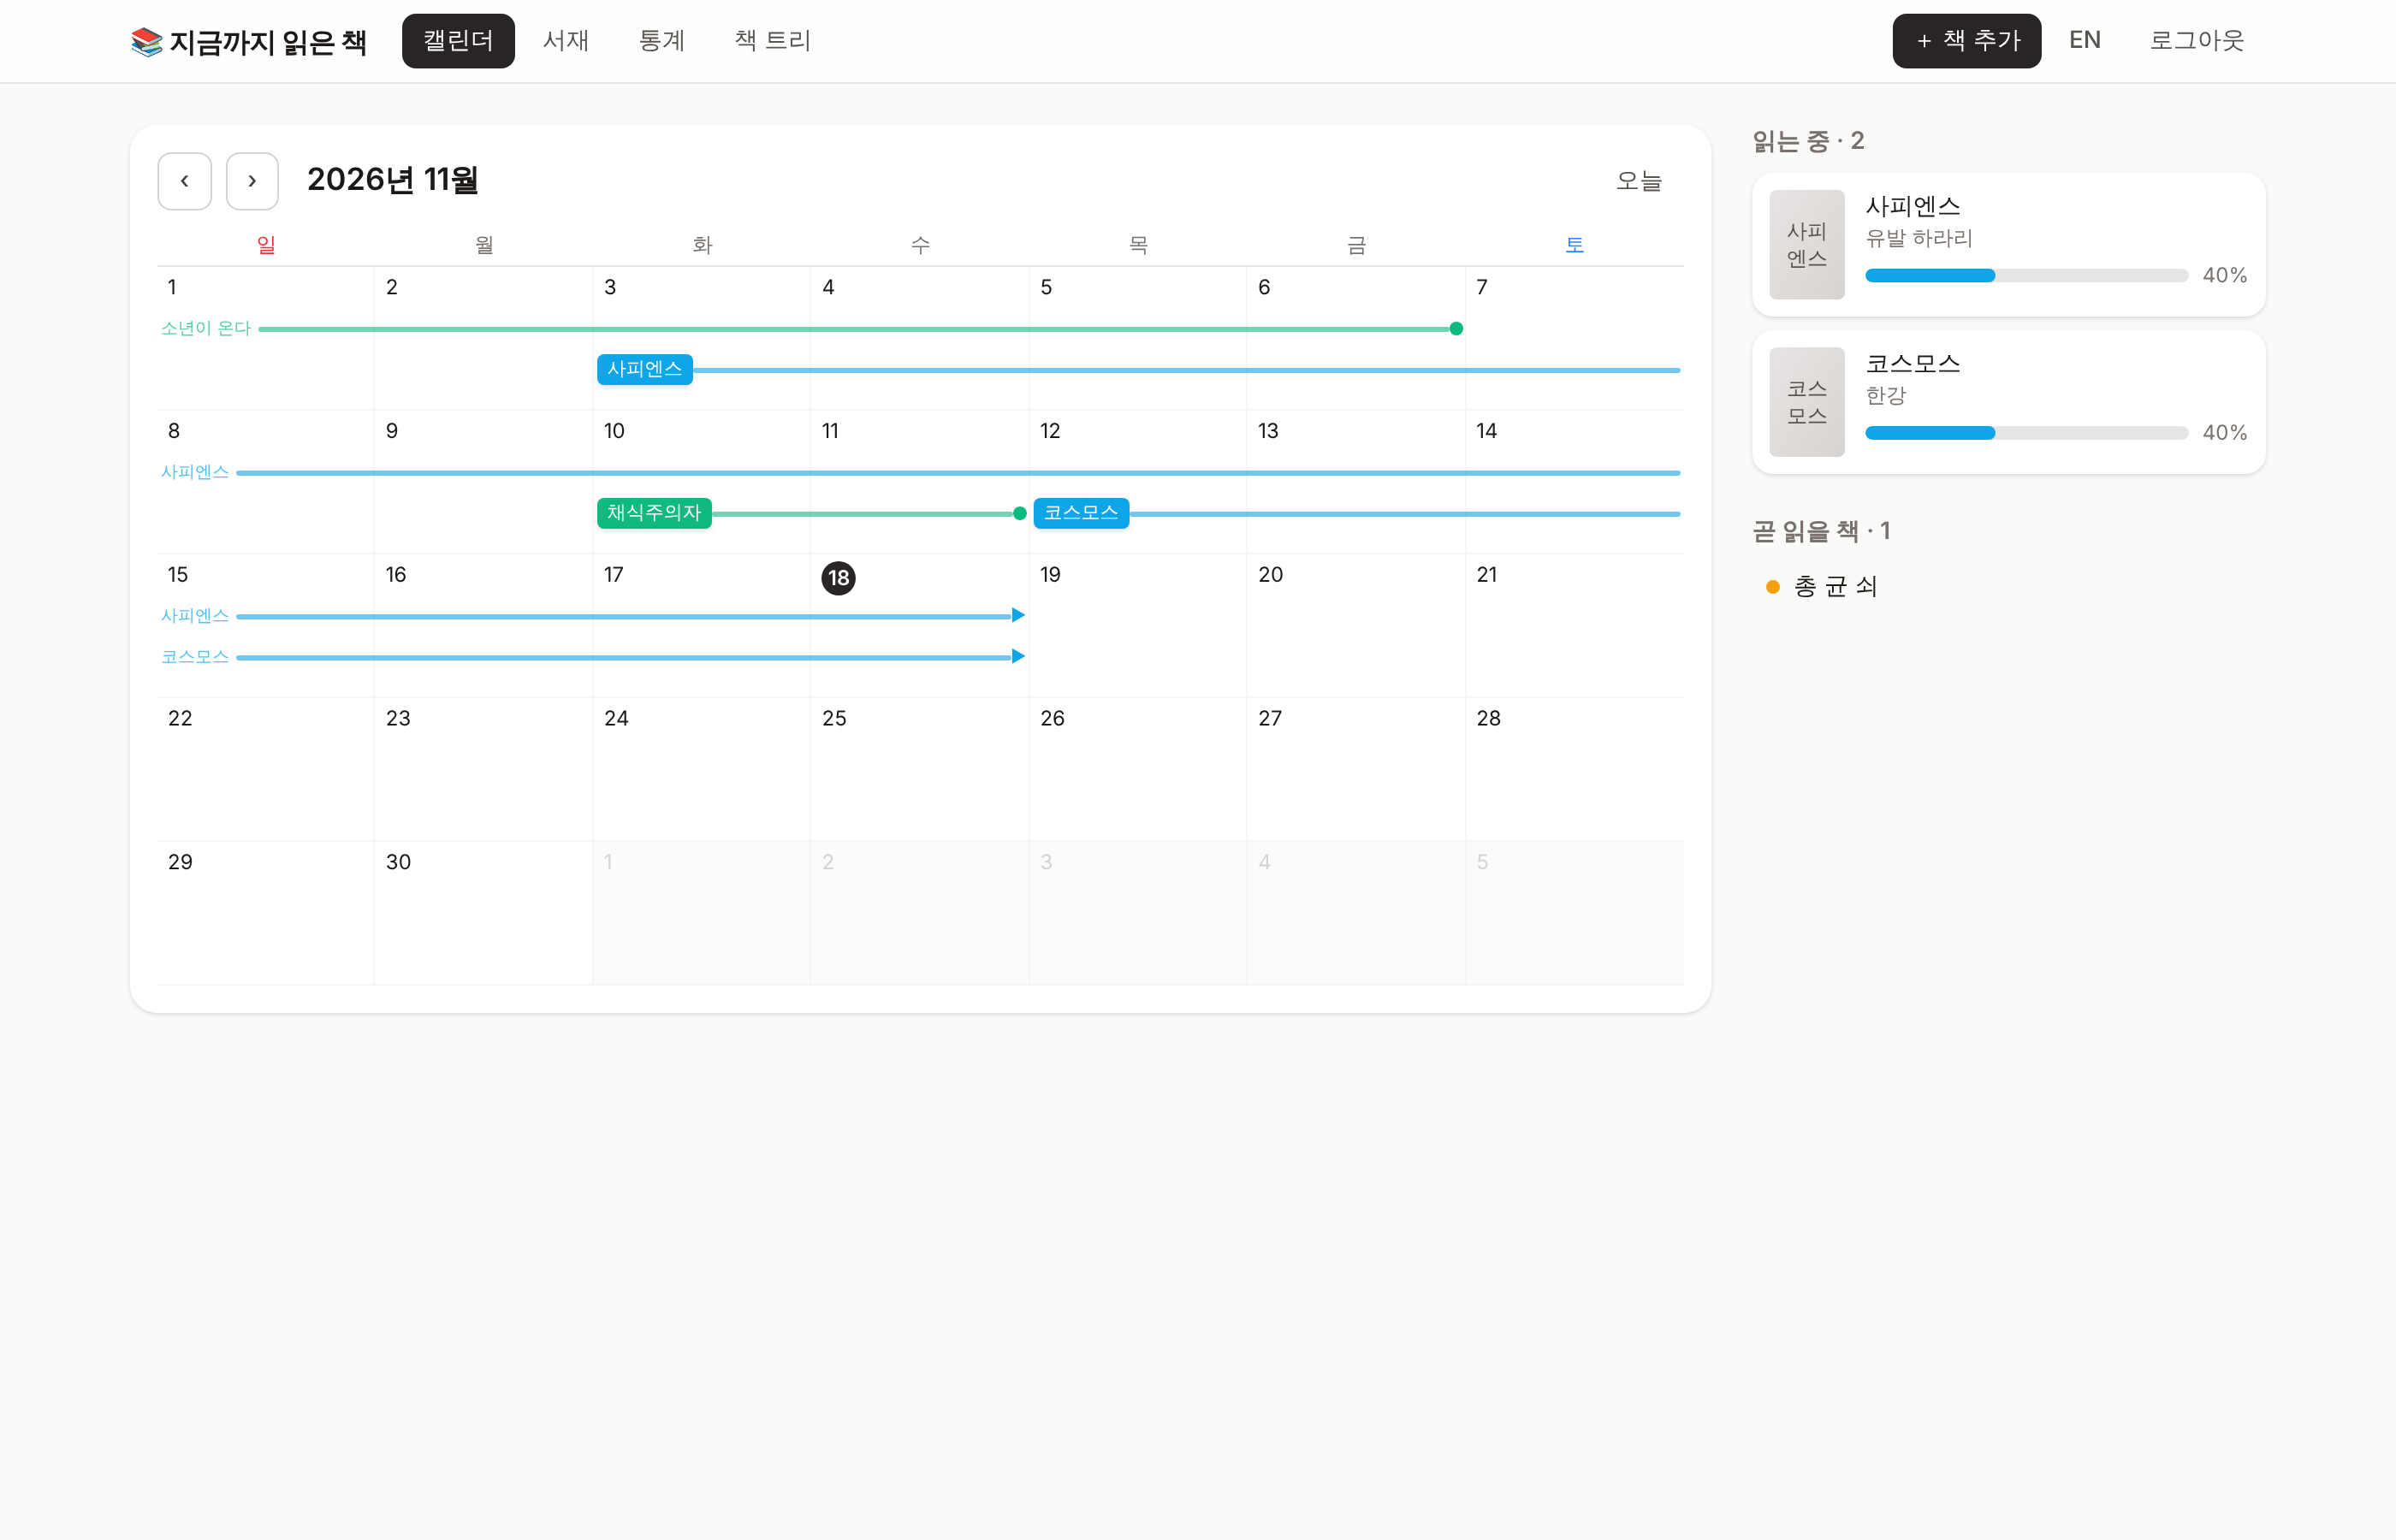 📚 지금까지 읽은 책 캘린더 서재 통계 책 트리 + 책 추가 EN 로그아웃
‹ › 2026년 11월 오늘
일 월 화 수 목 금 토
1 2 3 4 5 6 7
소년이 온다
사피엔스
8 9 10 11 12 13 14
사피엔스
채식주의자 코스모스
15 16 17 18 19 20 21
사피엔스
코스모스
22 23 24 25 26 27 28
29 30 1 2 3 4 5
읽는 중 · 2
사피
엔스
사피엔스
유발 하라리
40%
코스
모스
코스모스
한강
40%
곧 읽을 책 · 1
총 균 쇠